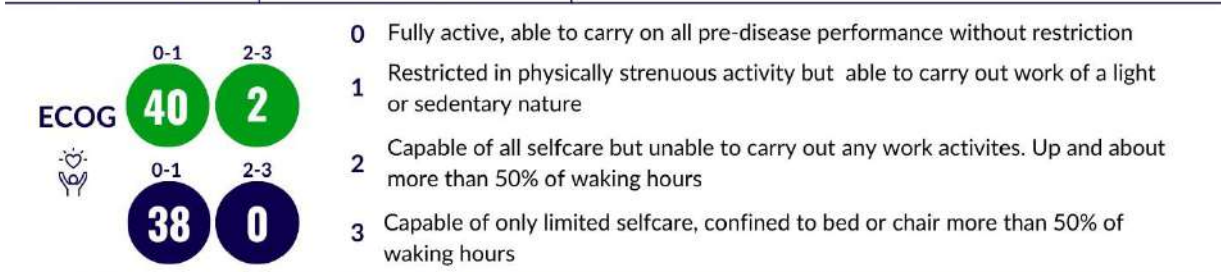 0-1 2-3
ECOG 40 2
0-1 2-3
38 0
0 Fully active, able to carry on all pre-disease performance without restriction
1 Restricted in physically strenuous activity but able to carry out work of a light
or sedentary nature
2 Capable of all selfcare but unable to carry out any work activites. Up and about
more than 50% of waking hours
3 Capable of only limited selfcare, confined to bed or chair more than 50% of
waking hours